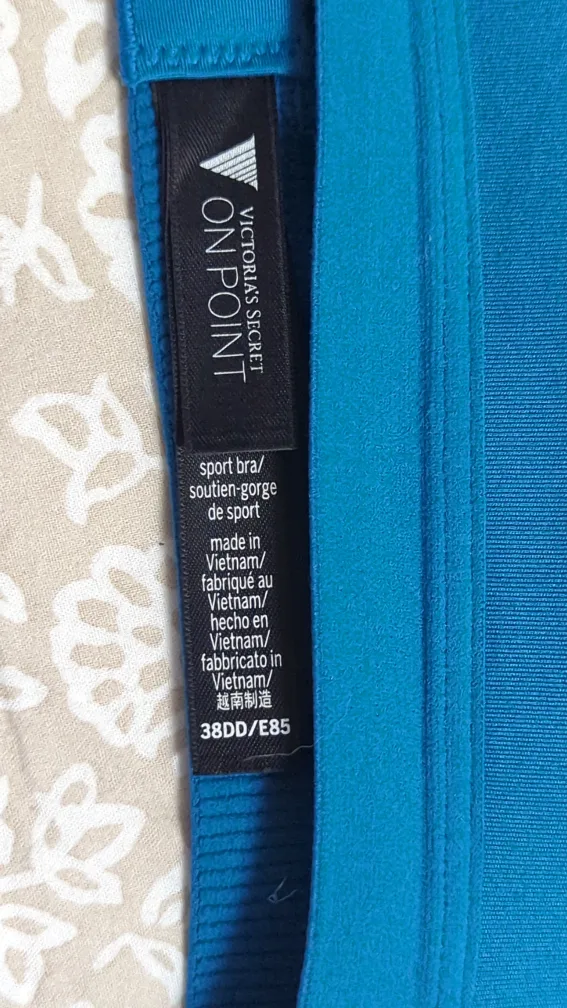 VICTORIA'S SECRET
ON POINT
sport bra/
soutien-gorge
de sport
made in
Vietnam/
fabriqué au
Vietnam/
hecho en
Vietnam/
fabbricato in
Vietnam/
越南制造
38DD/E85